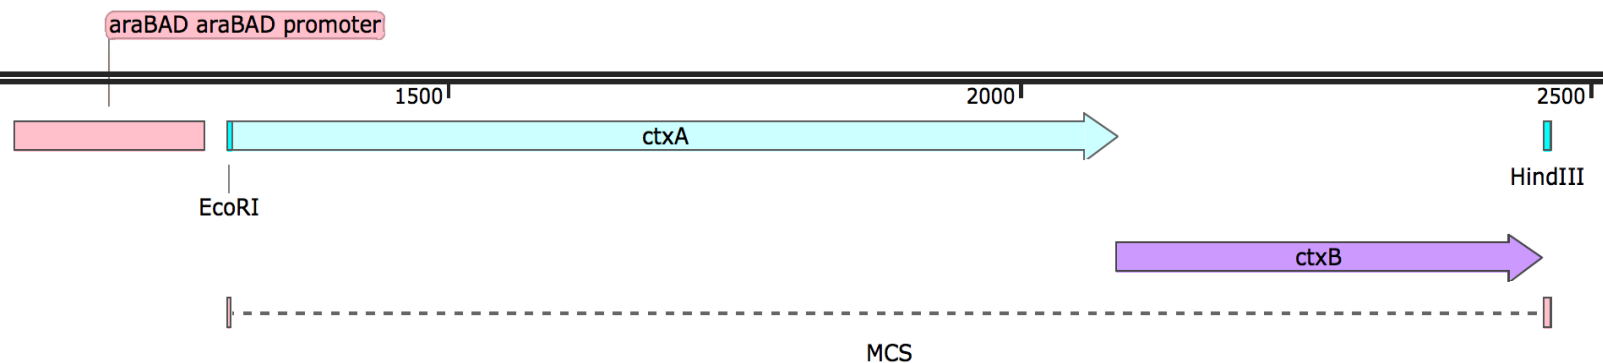 araBAD araBAD promoter
1500 2000 2500
ctxA
HindIII
EcoRI
ctxB
MCS